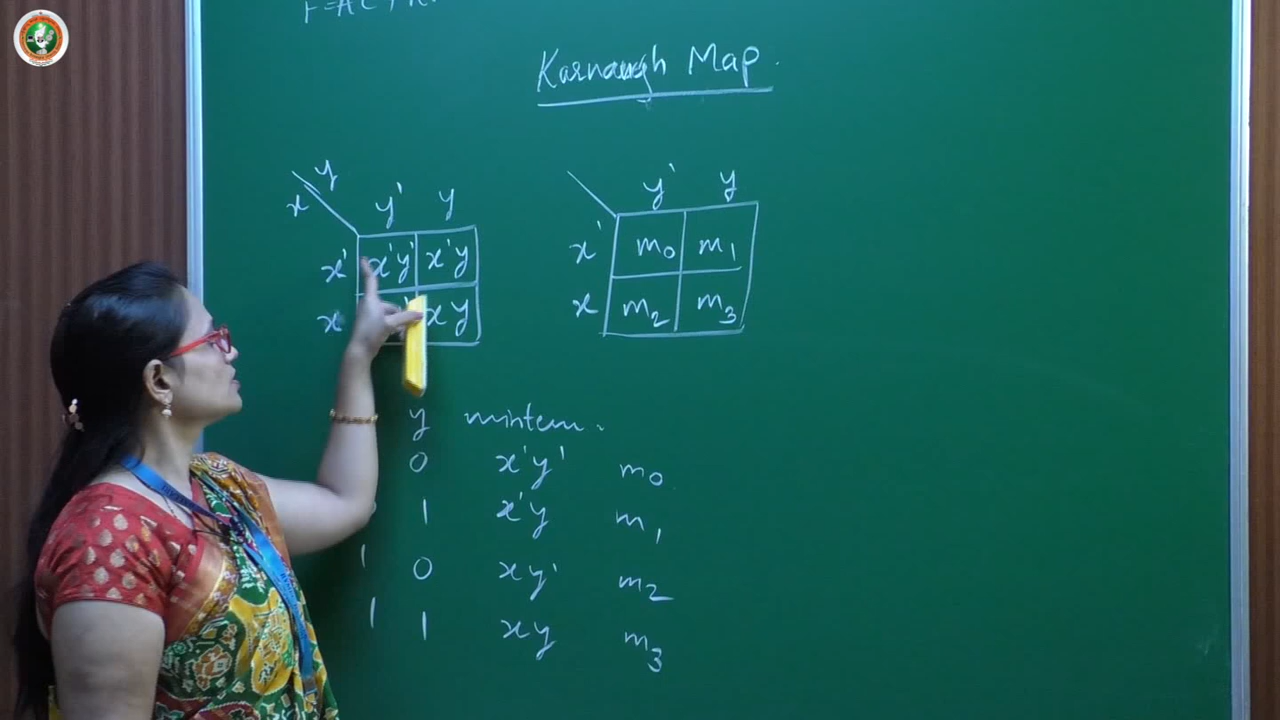 Karnaugh Map.
y
x
y' y
x' x'y' x'y
x xy
y' y
x' m0 m1
x m2 m3
y mintem.
0 x'y' m0
1 x'y m1
1 0 xy' m2
1 1 xy m3